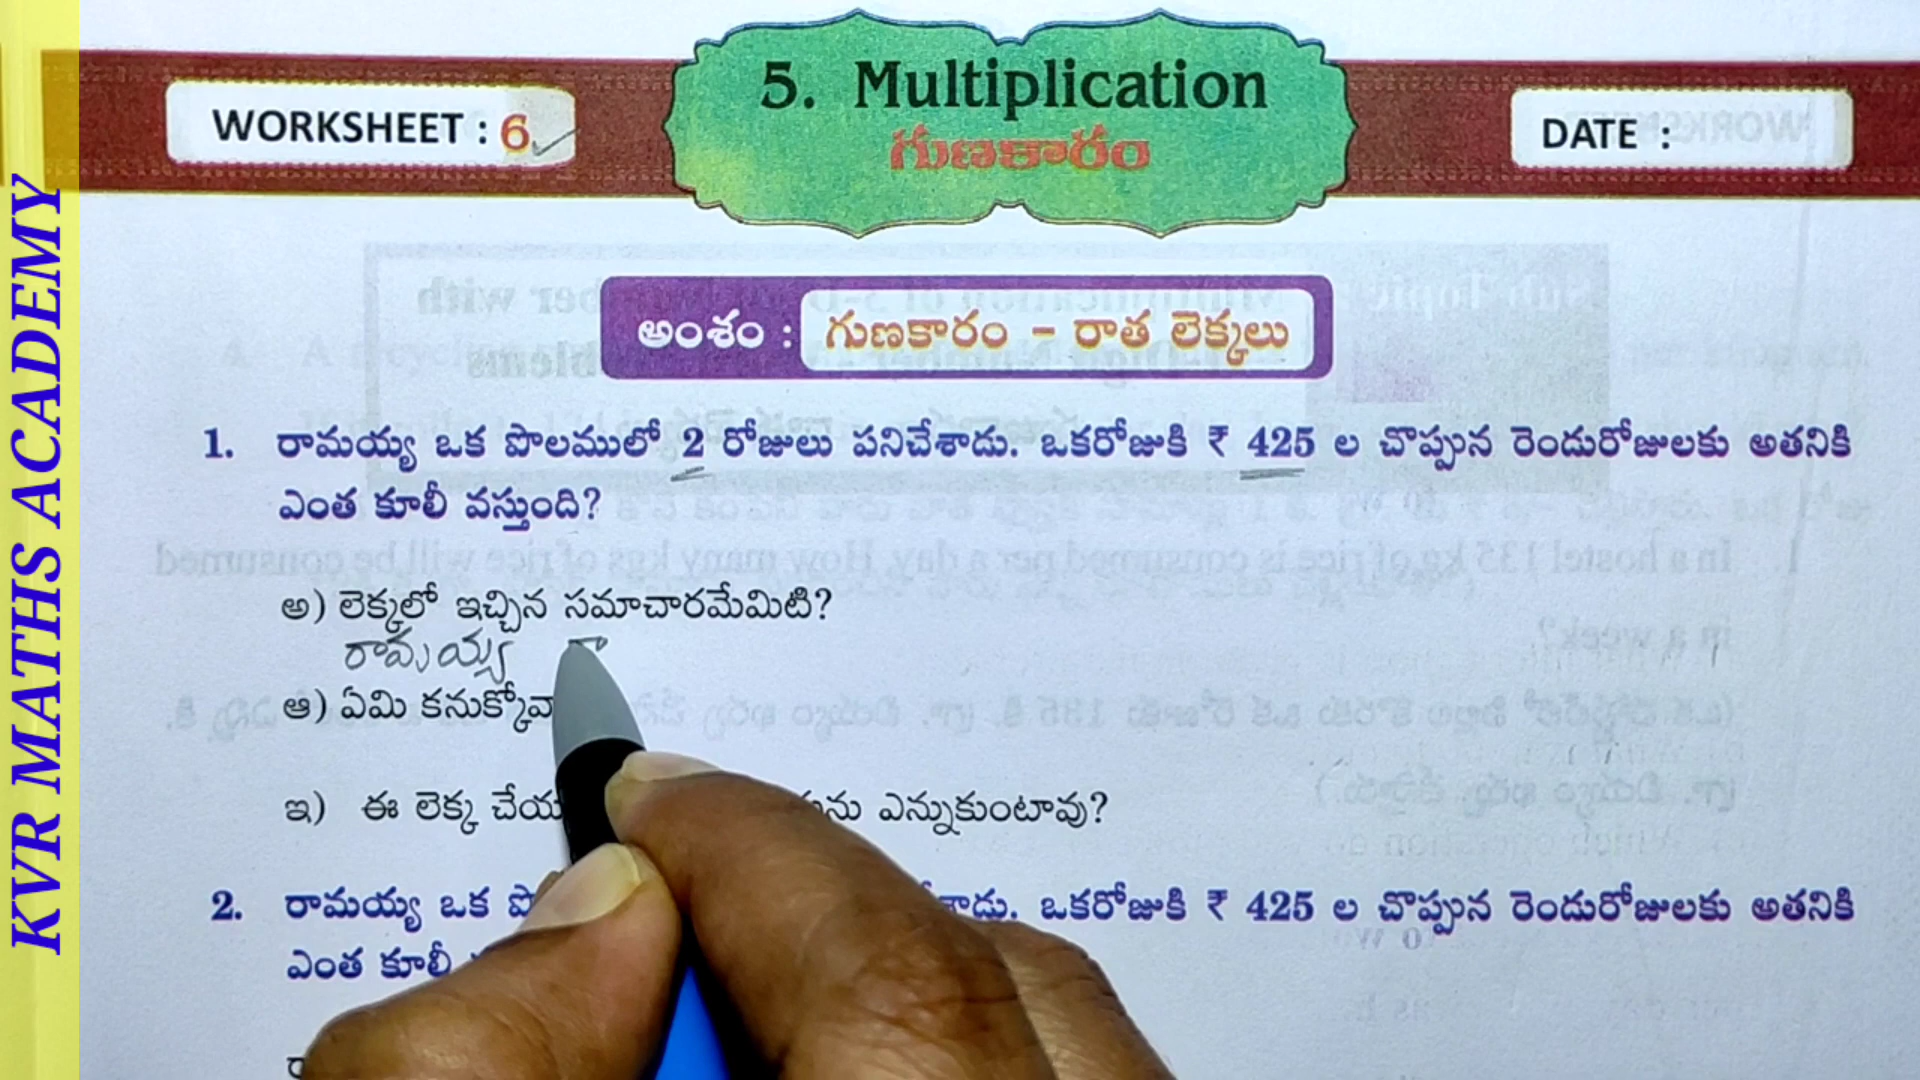 KVR MATHS ACADEMY
WORKSHEET : 6
5. Multiplication
గుణకారం
DATE :
అంశం : గుణకారం - రాత లెక్కలు
1. రామయ్య ఒక పొలములో 2 రోజులు పనిచేశాడు. ఒకరోజుకి ₹ 425 ల చొప్పున రెండురోజులకు అతనికి
ఎంత కూలీ వస్తుంది?
అ) లెక్కలో ఇచ్చిన సమాచారమేమిటి?
రామయ్య
ఆ) ఏమి
ఇ) ఈ లెక్క ఎన్నుకుంటావు?
2. రామయ్య ఒక ఒకరోజుకి ₹ 425 ల చొప్పున రెండురోజులకు అతనికి
ఎంత కూలీ